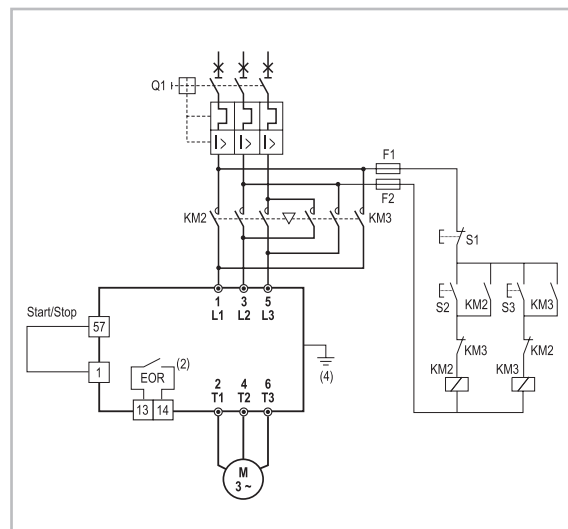 Q1
I> I> I>
F1
F2
KM2
KM3
S1
S2
KM2
S3
KM3
KM3
KM2
KM2
KM3
Start/Stop
57
1
1 3 5
L1 L2 L3
(2)
EOR
13 14
(4)
2 4 6
T1 T2 T3
M
3 ~